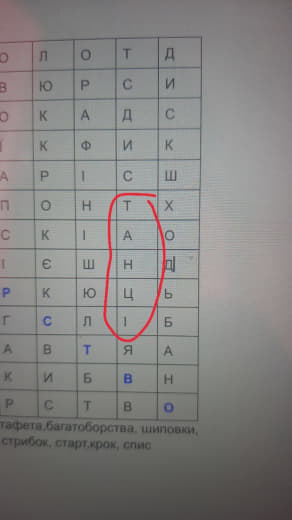 О Л О Т Д
В Ю Р С И
О К А Д С
Ї К Ф И К
А Р І С Ш
П О Н Т Х
С К І А О
І Є Ш Н Д
Р К Ю Ц Ь
Г С Л І Б
А В Т Я А
К И Б В Н
Р С Т В О
тафета,багатоборства, шиповки,
стрибок, старт,крок, спис